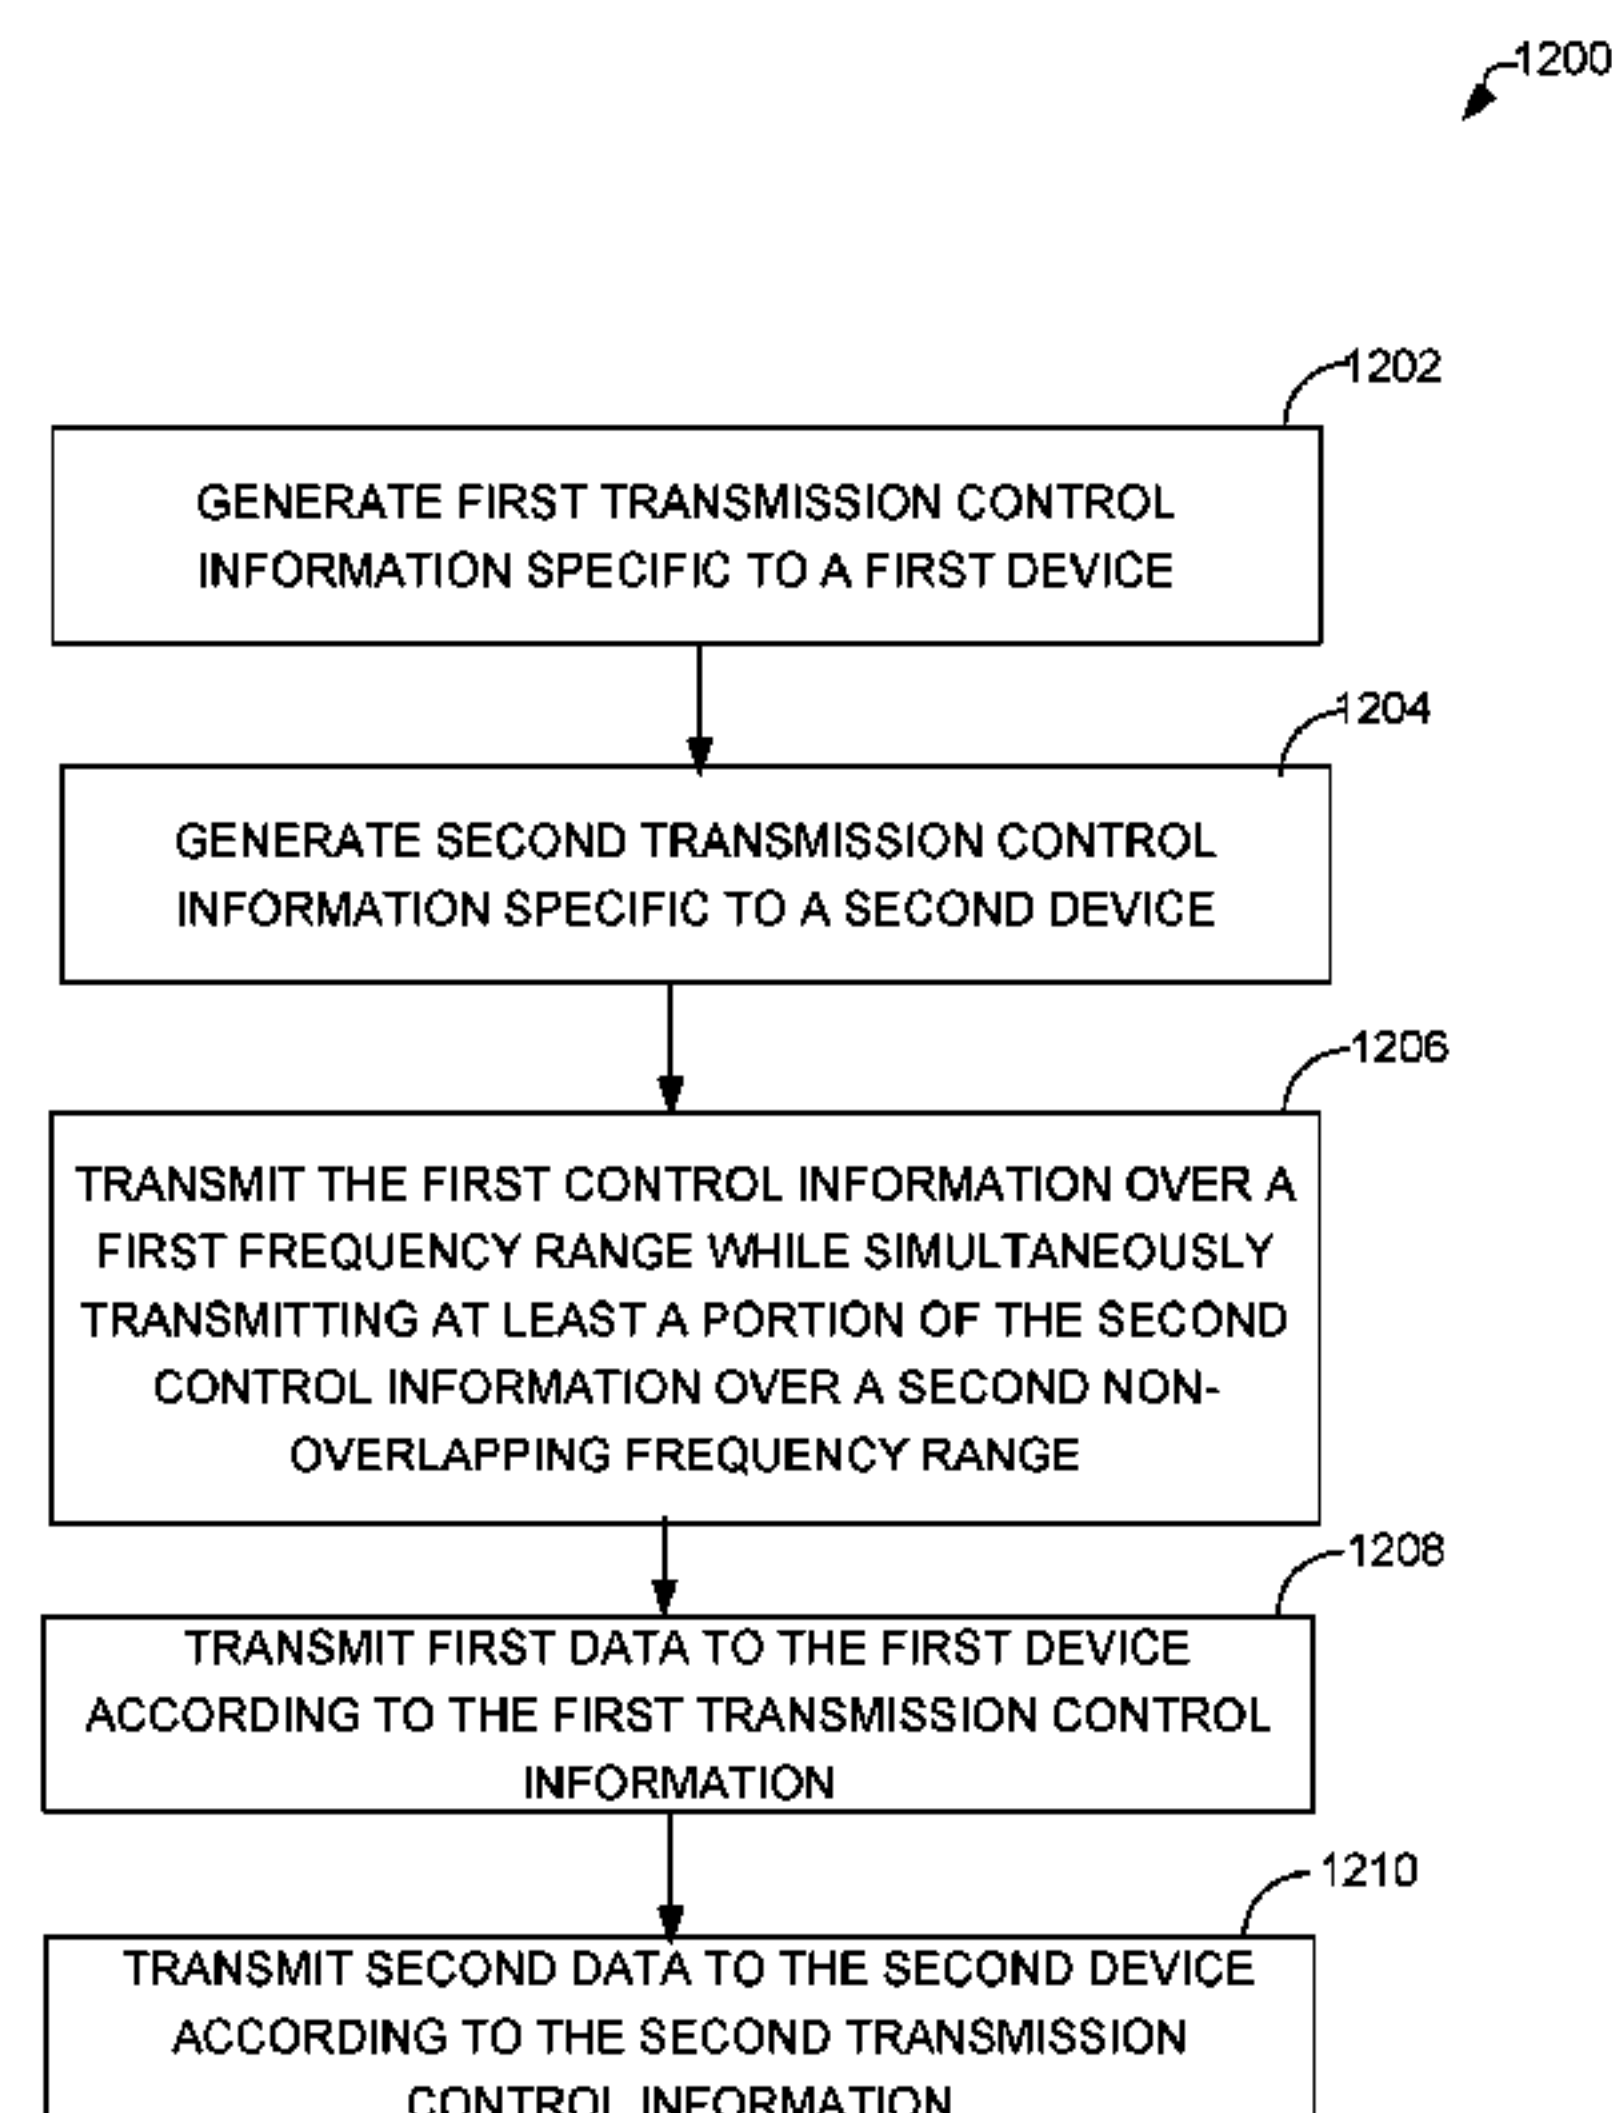 1200
1202
GENERATE FIRST TRANSMISSION CONTROL
INFORMATION SPECIFIC TO A FIRST DEVICE
1204
GENERATE SECOND TRANSMISSION CONTROL
INFORMATION SPECIFIC TO A SECOND DEVICE
1206
TRANSMIT THE FIRST CONTROL INFORMATION OVER A
FIRST FREQUENCY RANGE WHILE SIMULTANEOUSLY
TRANSMITTING AT LEAST A PORTION OF THE SECOND
CONTROL INFORMATION OVER A SECOND NON-
OVERLAPPING FREQUENCY RANGE
1208
TRANSMIT FIRST DATA TO THE FIRST DEVICE
ACCORDING TO THE FIRST TRANSMISSION CONTROL
INFORMATION
1210
TRANSMIT SECOND DATA TO THE SECOND DEVICE
ACCORDING TO THE SECOND TRANSMISSION
CONTROL INFORMATION